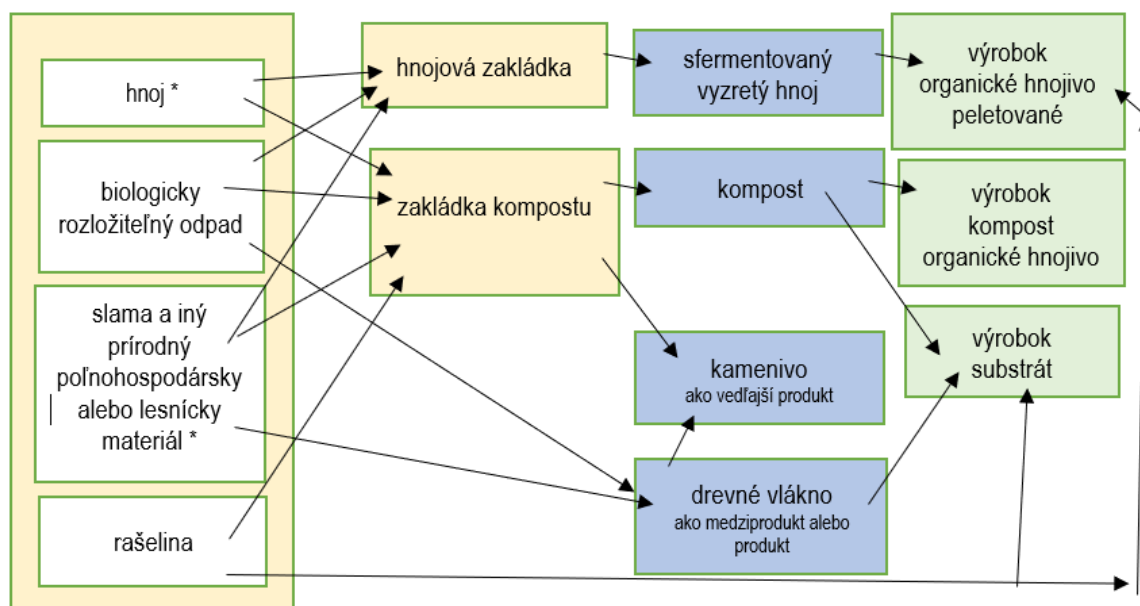 hnoj *
biologicky
rozložiteľný odpad
slama a iný
prírodný
poľnohospodársky
alebo lesnícky
materiál *
rašelina
hnojová zakládka
zakládka kompostu
sfermentovaný
vyzretý hnoj
kompost
kamenivo
ako vedľajší produkt
drevné vlákno
ako medziprodukt alebo
produkt
výrobok
organické hnojivo
peletované
výrobok
kompost
organické hnojivo
výrobok
substrát